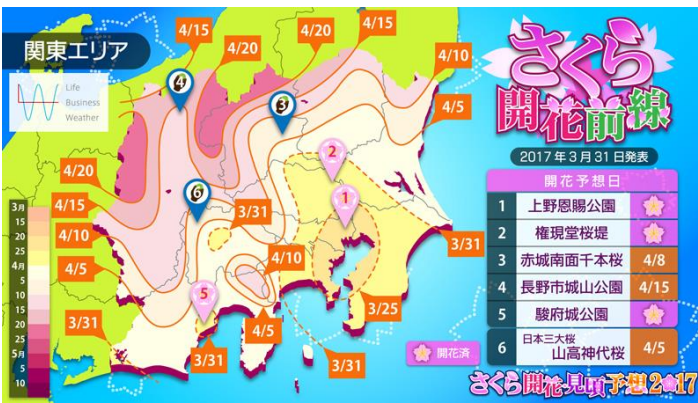 関東エリア
Life
Business
Weather
4/15
4/20
4/20
4/15
4/10
4/5
4
3
2
1
6
5
4/20
4/15
4/10
4/5
3/31
3/31
4/10
3/31
3/25
4/5
3/31
3/31
3月
15
20
25
4月
5
10
15
20
25
5月
5
10
開花済
さくら
開花前線
2017年3月31日発表
開花予想日
1 上野恩賜公園
2 権現堂桜堤
3 赤城南面千本桜 4/8
4 長野市城山公園 4/15
5 駿府城公園
6 日本三大桜
山高神代桜 4/5
さくら開花・見頃予想2017